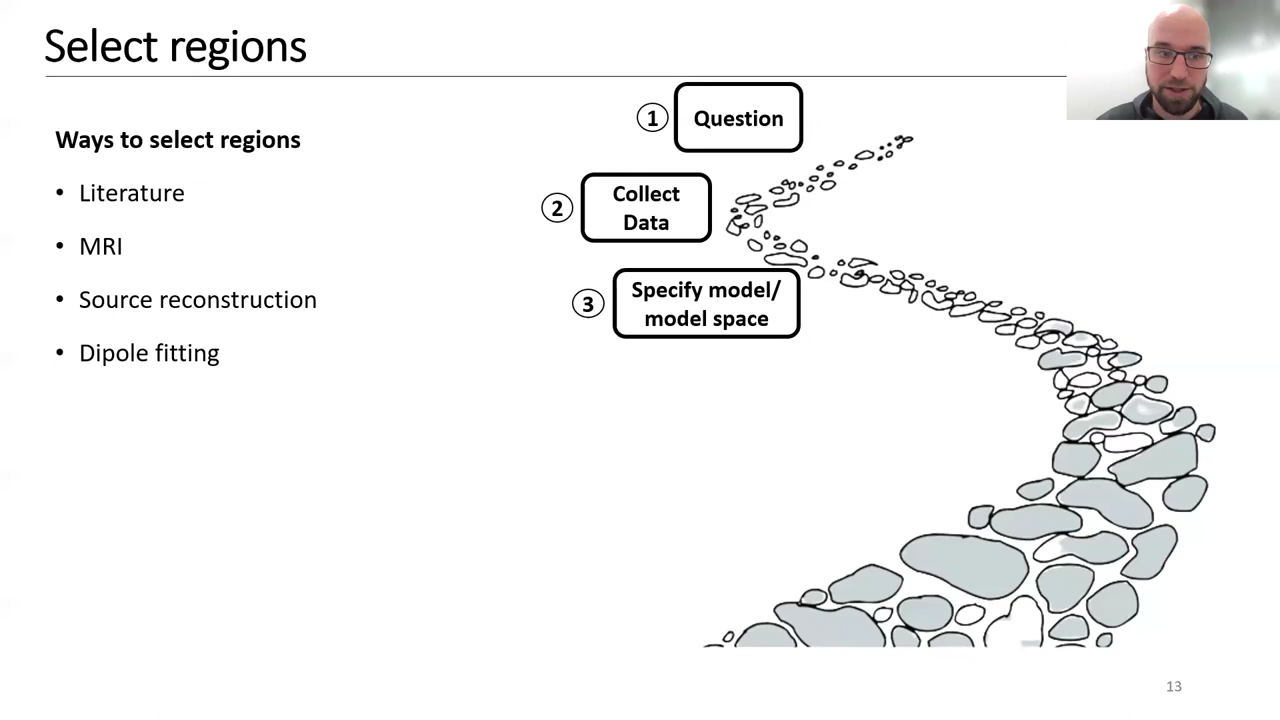 Select regions
Ways to select regions
• Literature
• MRI
• Source reconstruction
• Dipole fitting
1
Question
2
Collect
Data
3
Specify model/
model space
13